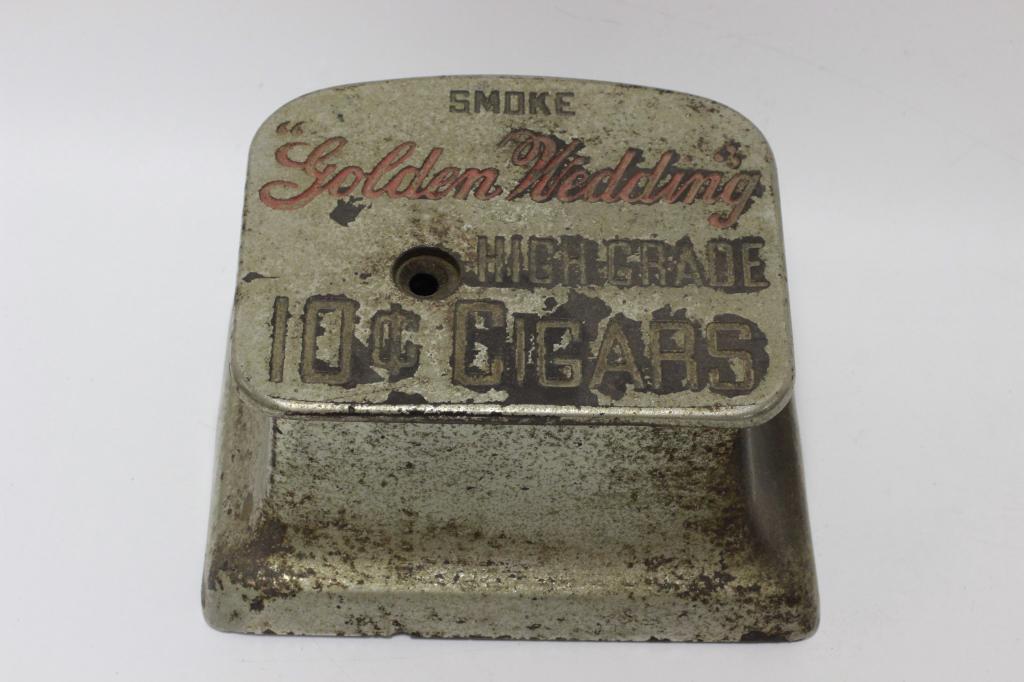 SMOKE
"Golden Wedding"
HIGH GRADE
10¢ CIGARS